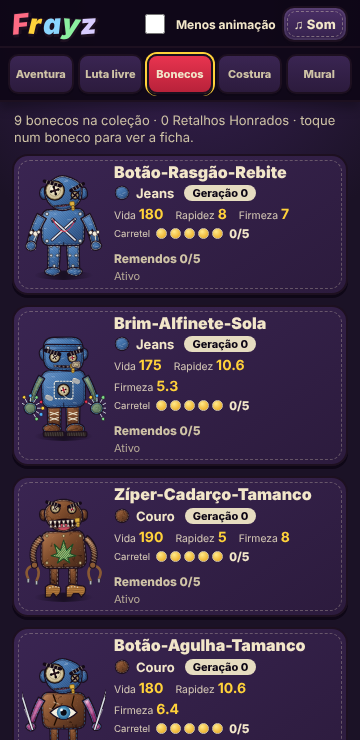 Frayz
Menos animação
♫ Som
Aventura
Luta livre
Bonecos
Costura
Mural
9 bonecos na coleção · 0 Retalhos Honrados · toque
num boneco para ver a ficha.
Botão-Rasgão-Rebite
Jeans Geração 0
Vida 180 Rapidez 8 Firmeza 7
Carretel 0/5
Remendos 0/5
Ativo
Brim-Alfinete-Sola
Jeans Geração 0
Vida 175 Rapidez 10.6
Firmeza 5.3
Carretel 0/5
Remendos 0/5
Ativo
Zíper-Cadarço-Tamanco
Couro Geração 0
Vida 190 Rapidez 5 Firmeza 8
Carretel 0/5
Remendos 0/5
Ativo
Botão-Agulha-Tamanco
Couro Geração 0
Vida 180 Rapidez 10.6
Firmeza 6.4
Carretel 0/5